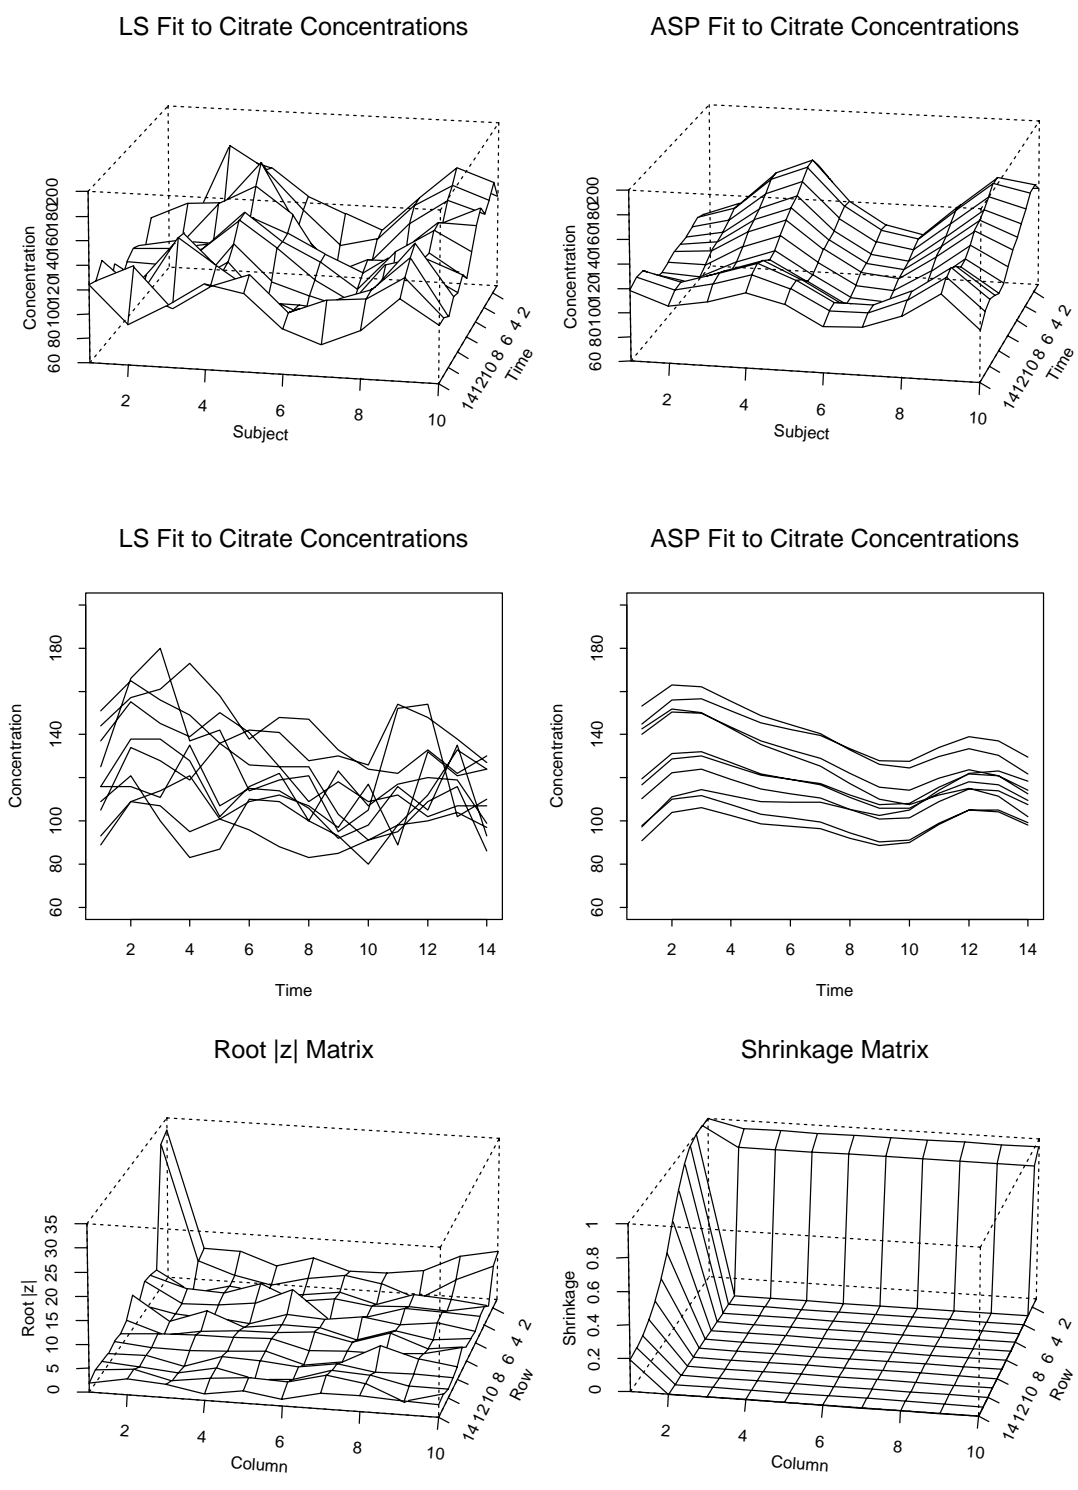 LS Fit to Citrate Concentrations
ASP Fit to Citrate Concentrations
Concentration
60 80 100 120 140 160 180 200
2 4 6 8 10
Subject
14 12 10 8 6 4 2
Time
Concentration
60 80 100 120 140 160 180 200
2 4 6 8 10
Subject
14 12 10 8 6 4 2
Time
LS Fit to Citrate Concentrations
ASP Fit to Citrate Concentrations
Concentration
60 80 100 140 180
2 4 6 8 10 12 14
Time
Concentration
60 80 100 140 180
2 4 6 8 10 12 14
Time
Root |z| Matrix
Shrinkage Matrix
Root |z|
0 5 10 15 20 25 30 35
2 4 6 8 10
Column
14 12 10 8 6 4 2
Row
Shrinkage
0 0.2 0.4 0.6 0.8 1
2 4 6 8 10
Column
14 12 10 8 6 4 2
Row